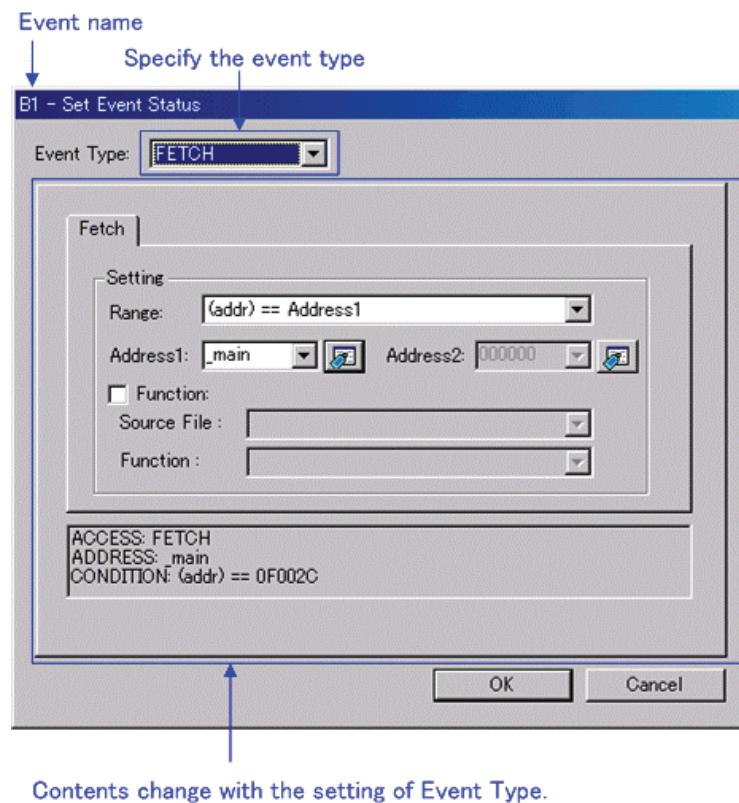 Event name
Specify the event type
B1 - Set Event Status
Event Type: FETCH
Fetch
Setting
Range: (addr) == Address1
Address1: _main Address2: 000000
Function:
Source File :
Function :
ACCESS: FETCH
ADDRESS: _main
CONDITION: (addr) == 0F002C
OK Cancel
Contents change with the setting of Event Type.